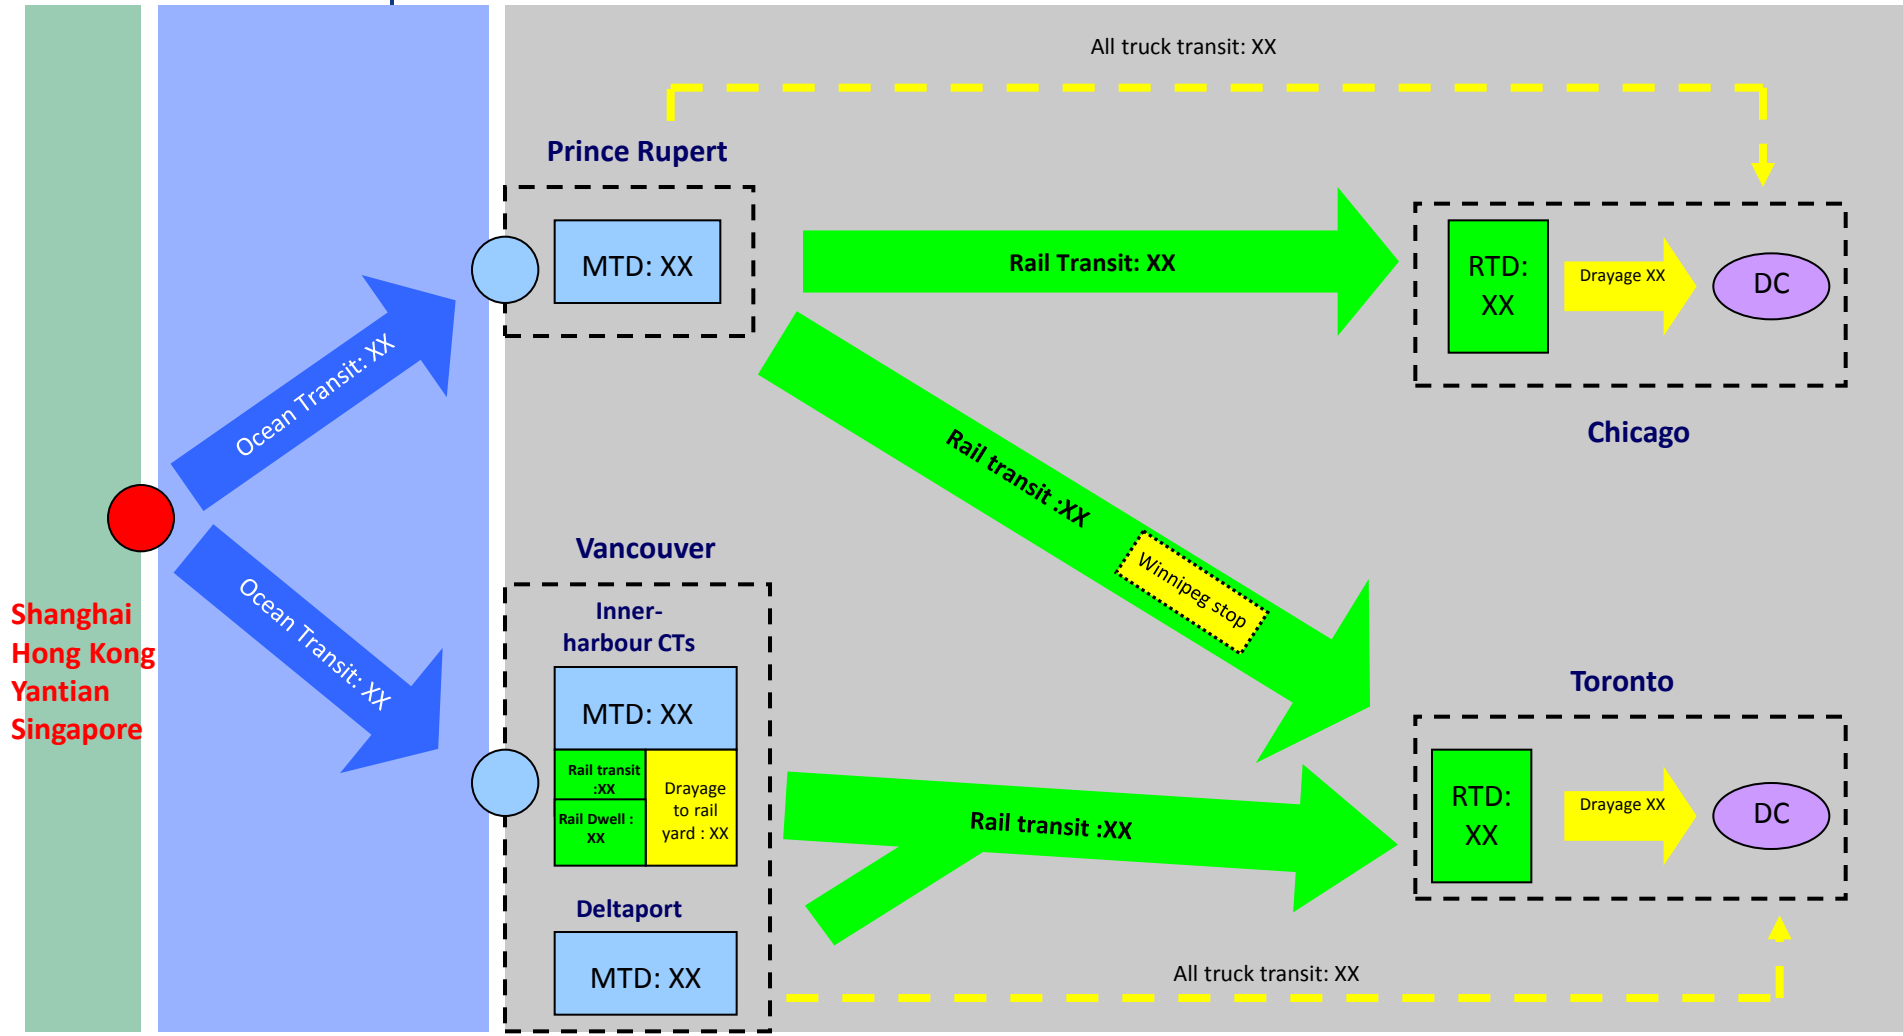 All truck transit: XX
Prince Rupert
MTD: XX
Rail Transit: XX
RTD:
XX
Drayage XX
DC
Chicago
Ocean Transit: XX
Rail transit :XX
Winnipeg stop
Shanghai
Hong Kong
Yantian
Singapore
Ocean Transit: XX
Vancouver
Inner-
harbour CTs
MTD: XX
Rail transit
:XX
Rail Dwell :
XX
Drayage
to rail
yard : XX
Deltaport
MTD: XX
Rail transit :XX
Toronto
RTD:
XX
Drayage XX
DC
All truck transit: XX